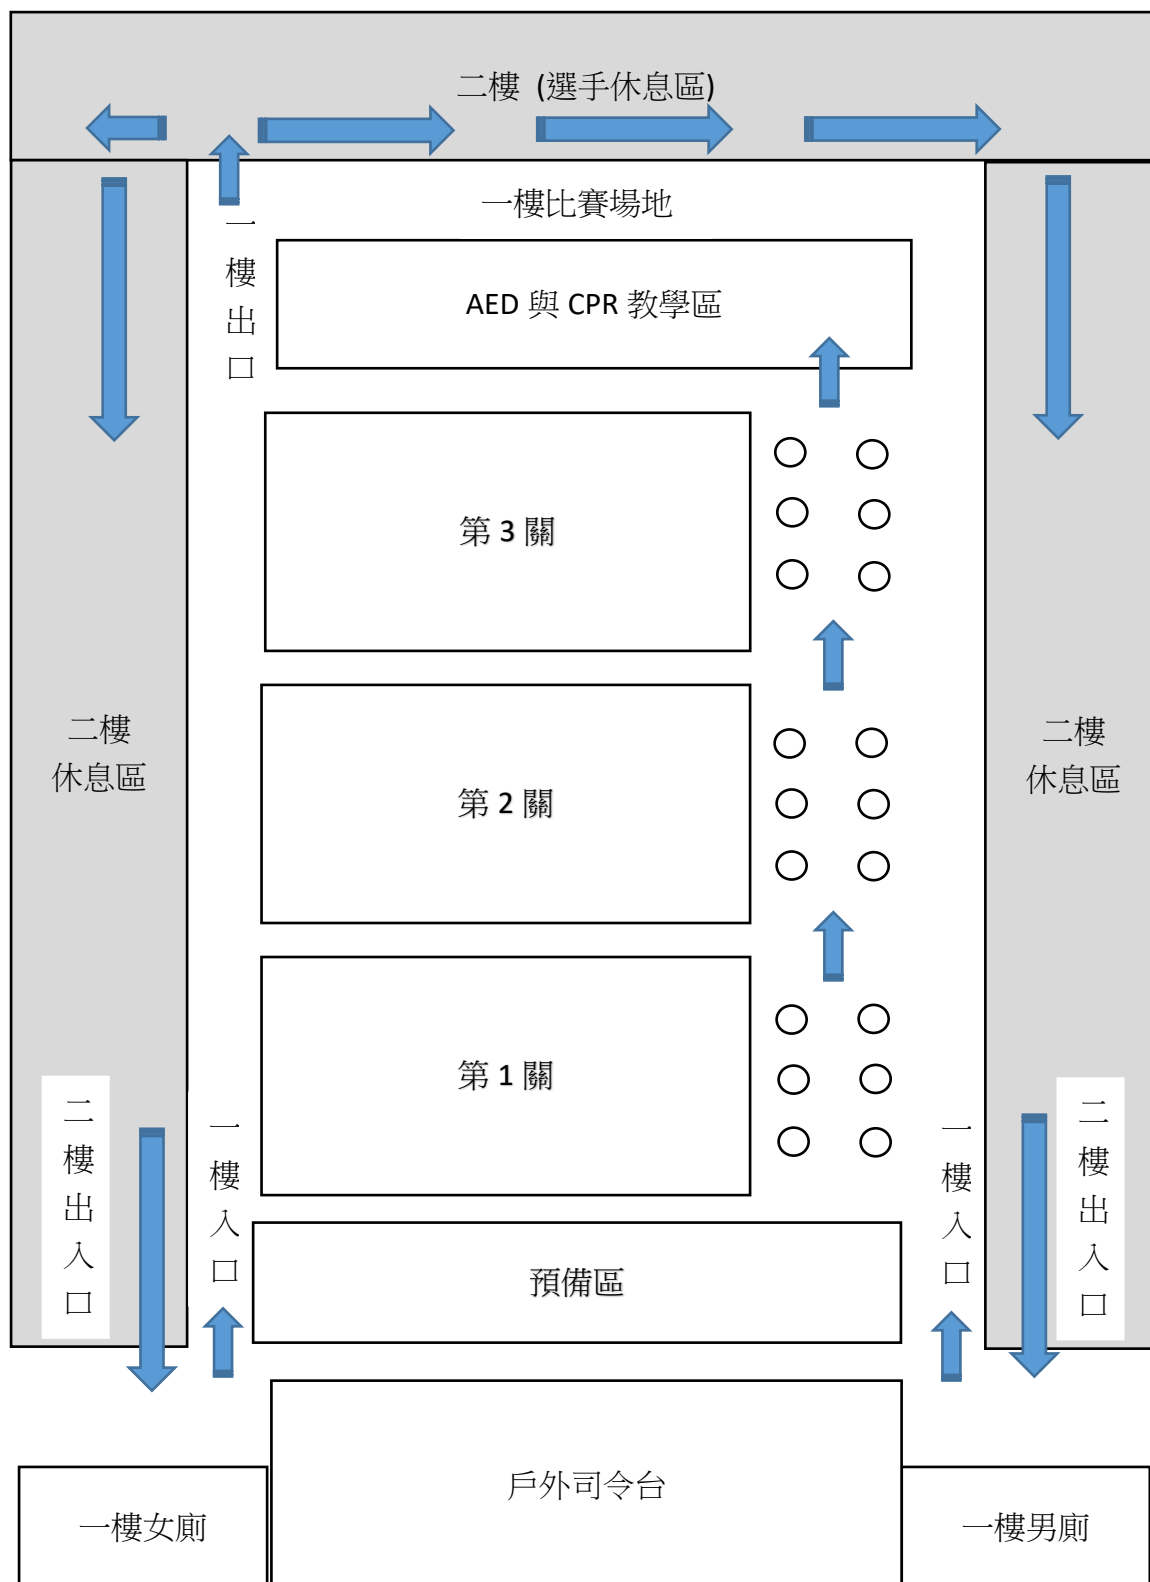 二樓 (選手休息區)
一樓比賽場地
一樓出口
AED 與 CPR 教學區
第 3 關
二樓
休息區
第 2 關
二樓
休息區
第 1 關
二樓出入口
一樓入口
一樓入口
二樓出入口
預備區
戶外司令台
一樓女廁
一樓男廁